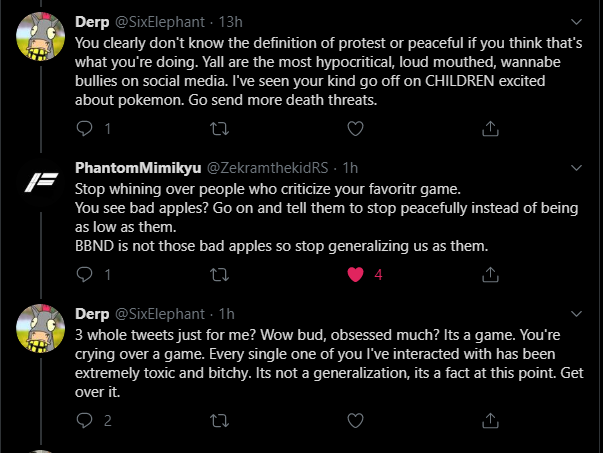 Derp @SixElephant · 13h
You clearly don't know the definition of protest or peaceful if you think that's
what you're doing. Yall are the most hypocritical, loud mouthed, wannabe
bullies on social media. I've seen your kind go off on CHILDREN excited
about pokemon. Go send more death threats.
1
PhantomMimikyu @ZekramthekidRS · 1h
Stop whining over people who criticize your favoritr game.
You see bad apples? Go on and tell them to stop peacefully instead of being
as low as them.
BBND is not those bad apples so stop generalizing us as them.
1 4
Derp @SixElephant · 1h
3 whole tweets just for me? Wow bud, obsessed much? Its a game. You're
crying over a game. Every single one of you I've interacted with has been
extremely toxic and bitchy. Its not a generalization, its a fact at this point. Get
over it.
2